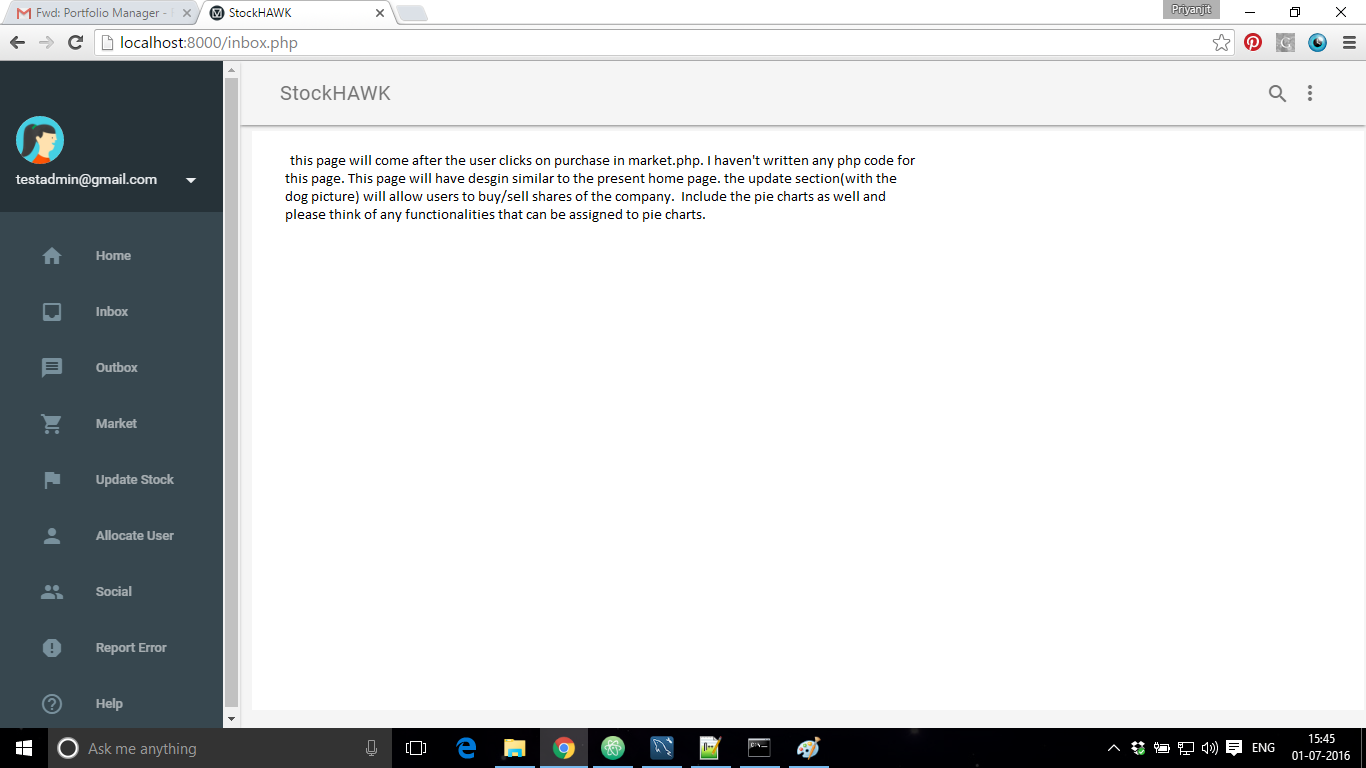 Fwd: Portfolio Manager -
StockHAWK
Priyanjit
localhost:8000/inbox.php
StockHAWK
testadmin@gmail.com
this page will come after the user clicks on purchase in market.php. I haven't written any php code for
this page. This page will have desgin similar to the present home page. the update section(with the
dog picture) will allow users to buy/sell shares of the company.  Include the pie charts as well and
please think of any functionalities that can be assigned to pie charts.
Home
Inbox
Outbox
Market
Update Stock
Allocate User
Social
Report Error
Help
Ask me anything
ENG
15:45
01-07-2016